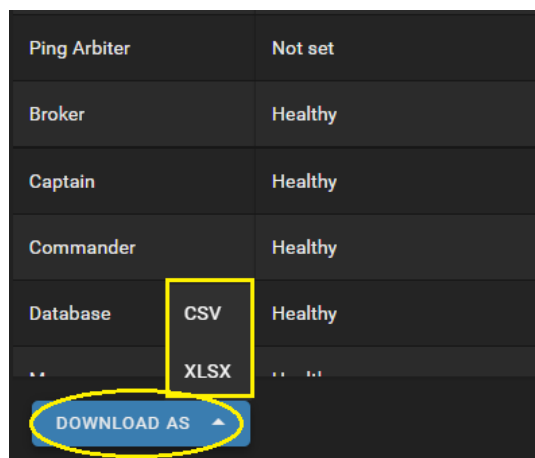 Ping Arbiter Not set
Broker Healthy
Captain Healthy
Commander Healthy
Database CSV Healthy
XLSX
DOWNLOAD AS